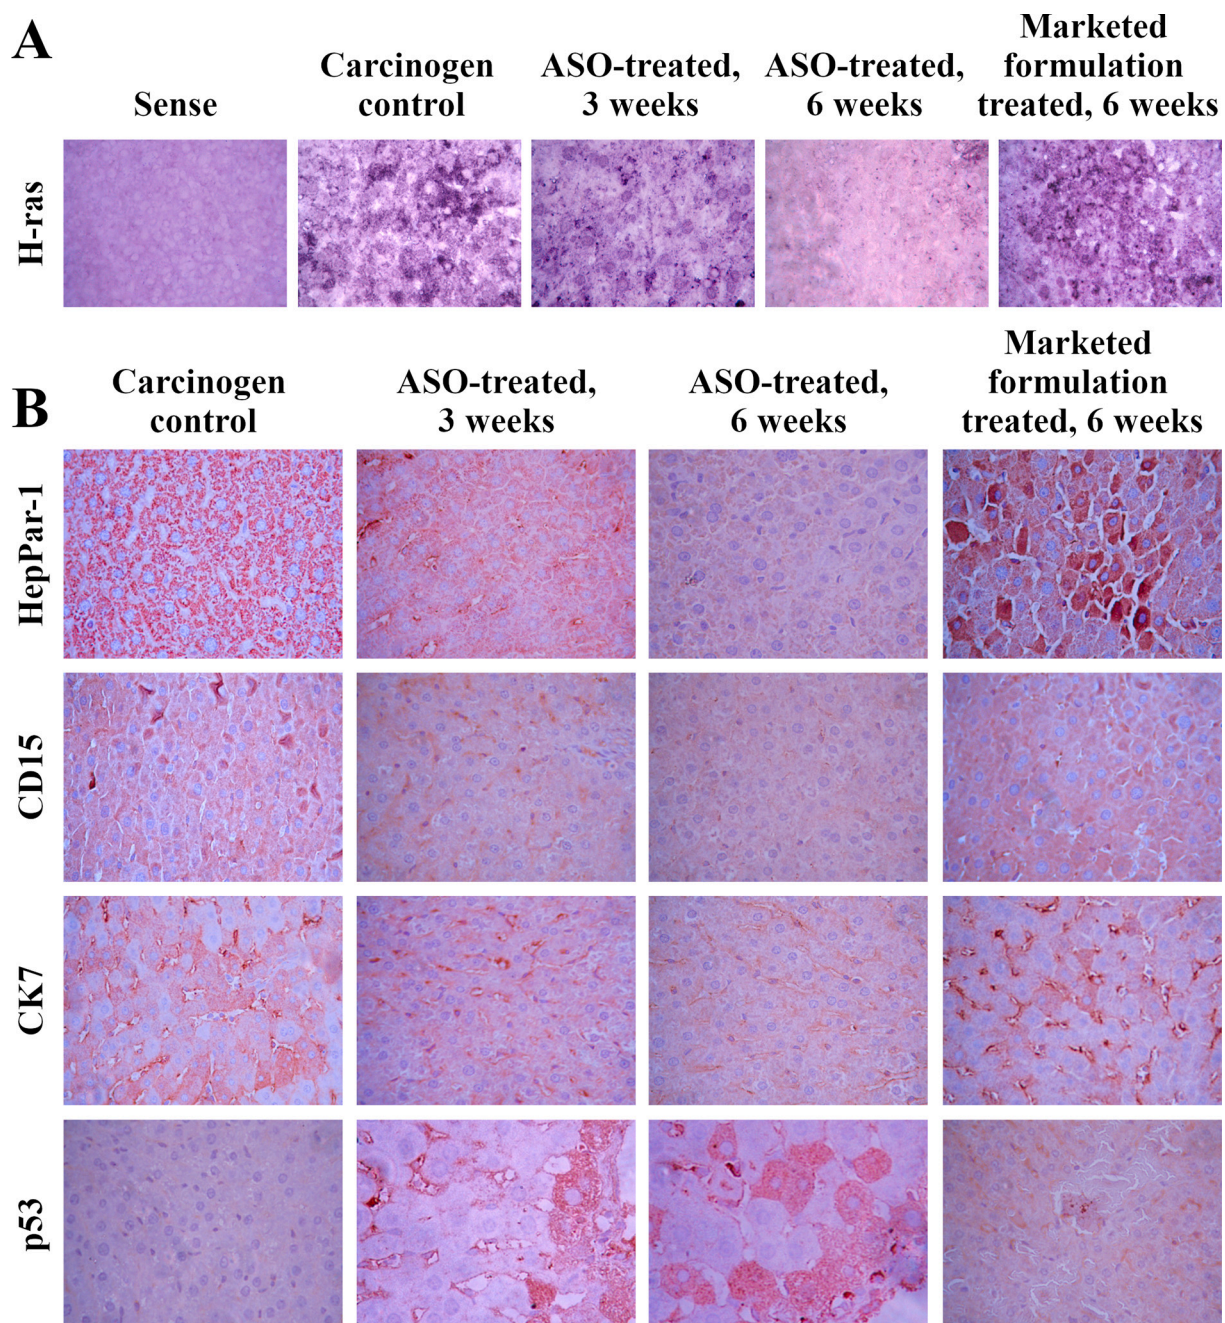 A
Sense
Carcinogen
control
ASO-treated,
3 weeks
ASO-treated,
6 weeks
Marketed
formulation
treated, 6 weeks
H-ras
B
Carcinogen
control
ASO-treated,
3 weeks
ASO-treated,
6 weeks
Marketed
formulation
treated, 6 weeks
HepPar-1
CD15
CK7
p53